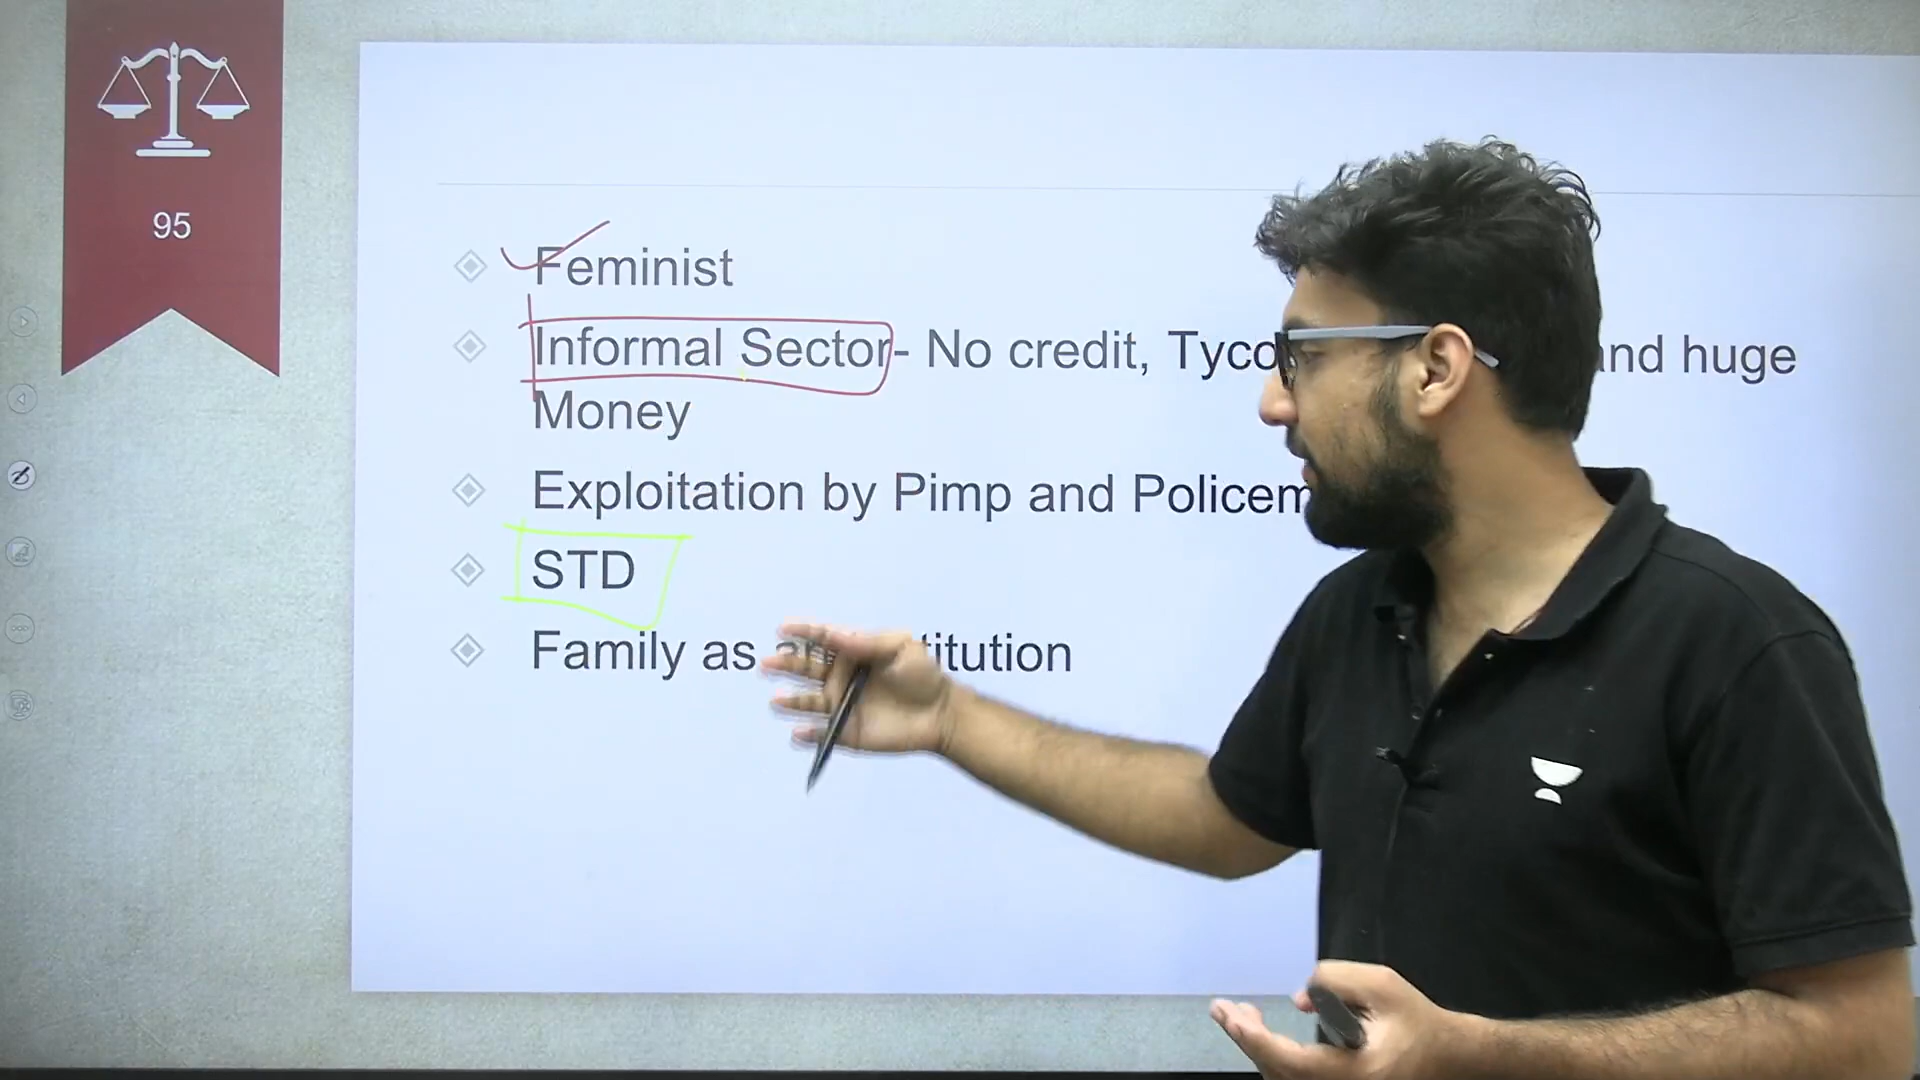 95
Feminist
Informal Sector- No credit, Tyco and huge
Money
Exploitation by Pimp and Policem
STD
Family as an titution